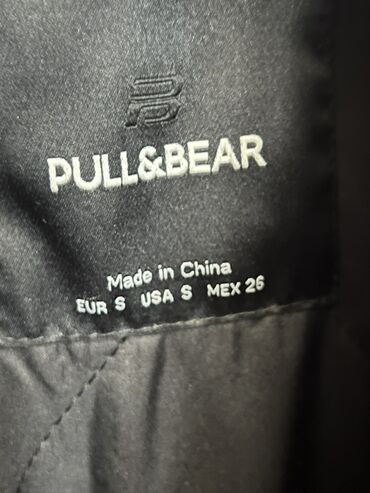 PULL&BEAR
Made in China
EUR S USA S MEX 26